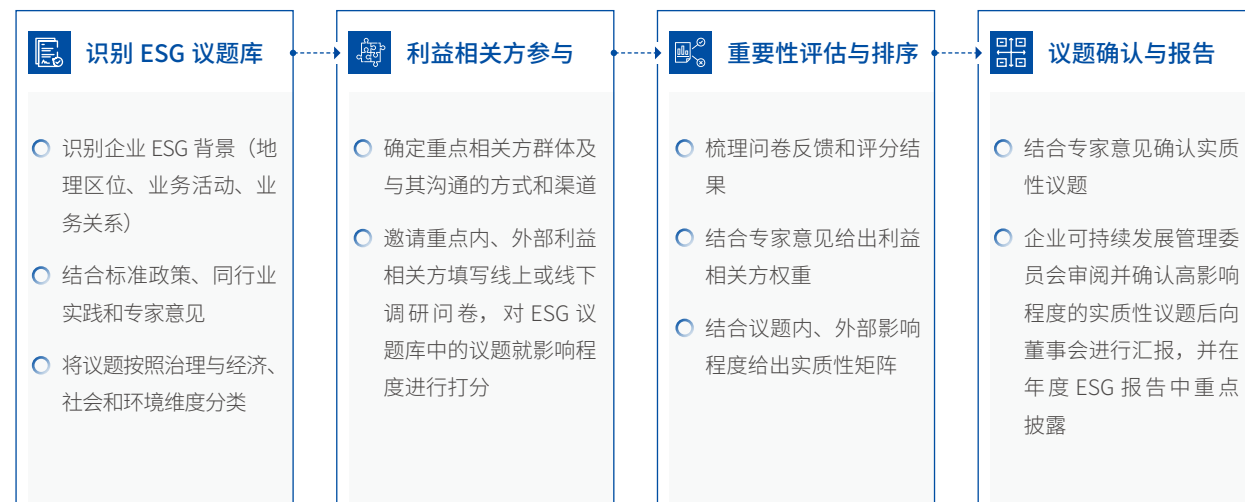 识别 ESG 议题库
识别企业 ESG 背景（地
理区位、业务活动、业
务关系）
结合标准政策、同行业
实践和专家意见
将议题按照治理与经济、
社会和环境维度分类
利益相关方参与
确定重点相关方群体及
与其沟通的方式和渠道
邀请重点内、外部利益
相关方填写线上或线下
调研问卷，对 ESG 议
题库中的议题就影响程
度进行打分
重要性评估与排序
梳理问卷反馈和评分结
果
结合专家意见给出利益
相关方权重
结合议题内、外部影响
程度给出实质性矩阵
议题确认与报告
结合专家意见确认实质
性议题
企业可持续发展管理委
员会审阅并确认高影响
程度的实质性议题后向
董事会进行汇报，并在
年度 ESG 报告中重点
披露